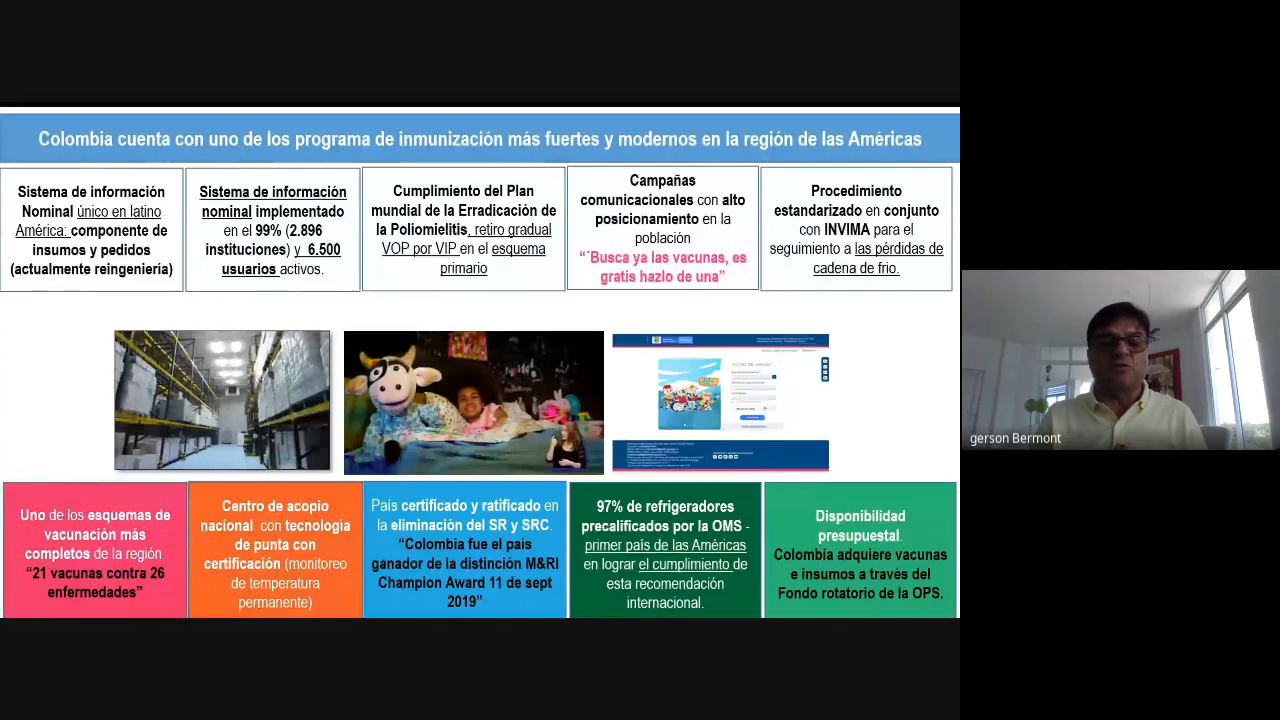 Colombia cuenta con uno de los programa de inmunización más fuertes y modernos en la región de las Américas
Sistema de información
Nominal único en latino
América: componente de
insumos y pedidos
(actualmente reingeniería)
Sistema de información
nominal implementado
en el 99% (2.896
instituciones) y 6.500
usuarios activos.
Cumplimiento del Plan
mundial de la Erradicación de
la Poliomielitis, retiro gradual
VOP por VIP en el esquema
primario
Campañas
comunicacionales con alto
posicionamiento en la
población
“´Busca ya las vacunas, es
gratis hazlo de una”
Procedimiento
estandarizado en conjunto
con INVIMA para el
seguimiento a las pérdidas de
cadena de frio.
gerson Bermont
Uno de los esquemas de
vacunación más
completos de la región.
“21 vacunas contra 26
enfermedades”
Centro de acopio
nacional con tecnología
de punta con
certificación (monitoreo
de temperatura
permanente)
País certificado y ratificado en
la eliminación del SR y SRC.
“Colombia fue el país
ganador de la distinción M&RI
Champion Award 11 de sept
2019”
97% de refrigeradores
precalificados por la OMS -
primer país de las Américas
en lograr el cumplimiento de
esta recomendación
internacional.
Disponibilidad
presupuestal.
Colombia adquiere vacunas
e insumos a través del
Fondo rotatorio de la OPS.